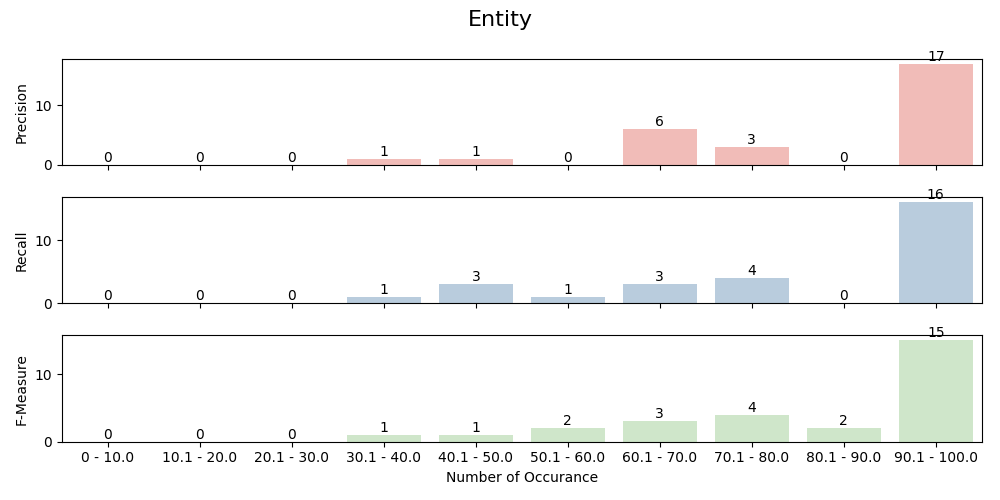 Entity
Precision
10
0
0 0 0 1 1 0 6 3 0 17
Recall
10
0
0 0 0 1 3 1 3 4 0 16
F-Measure
10
0
0 0 0 1 1 2 3 4 2 15
0 - 10.0 10.1 - 20.0 20.1 - 30.0 30.1 - 40.0 40.1 - 50.0 50.1 - 60.0 60.1 - 70.0 70.1 - 80.0 80.1 - 90.0 90.1 - 100.0
Number of Occurance